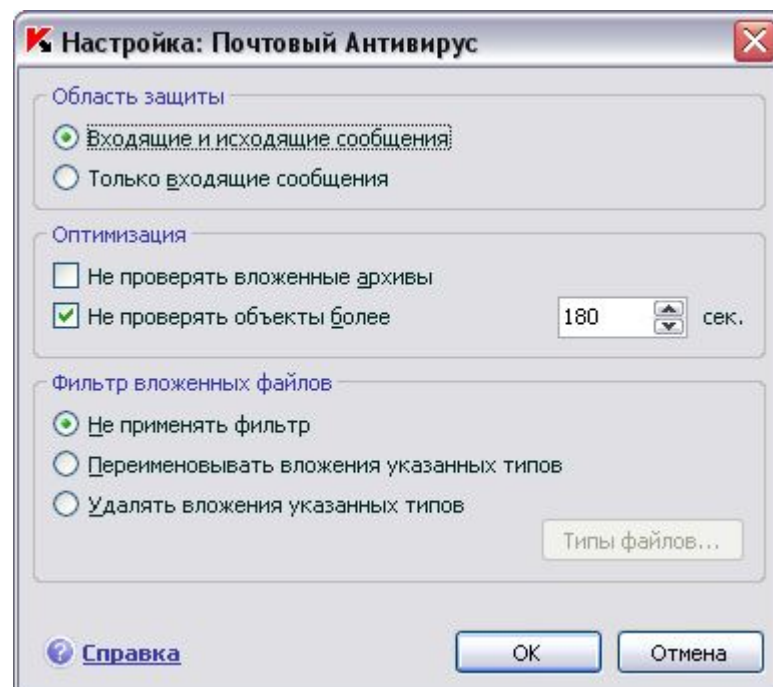 Настройка: Почтовый Антивирус
Область защиты
Входящие и исходящие сообщения
Только входящие сообщения
Оптимизация
Не проверять вложенные архивы
Не проверять объекты более 180 сек.
Фильтр вложенных файлов
Не применять фильтр
Переименовывать вложения указанных типов
Удалять вложения указанных типов
Типы файлов...
Справка OK Отмена